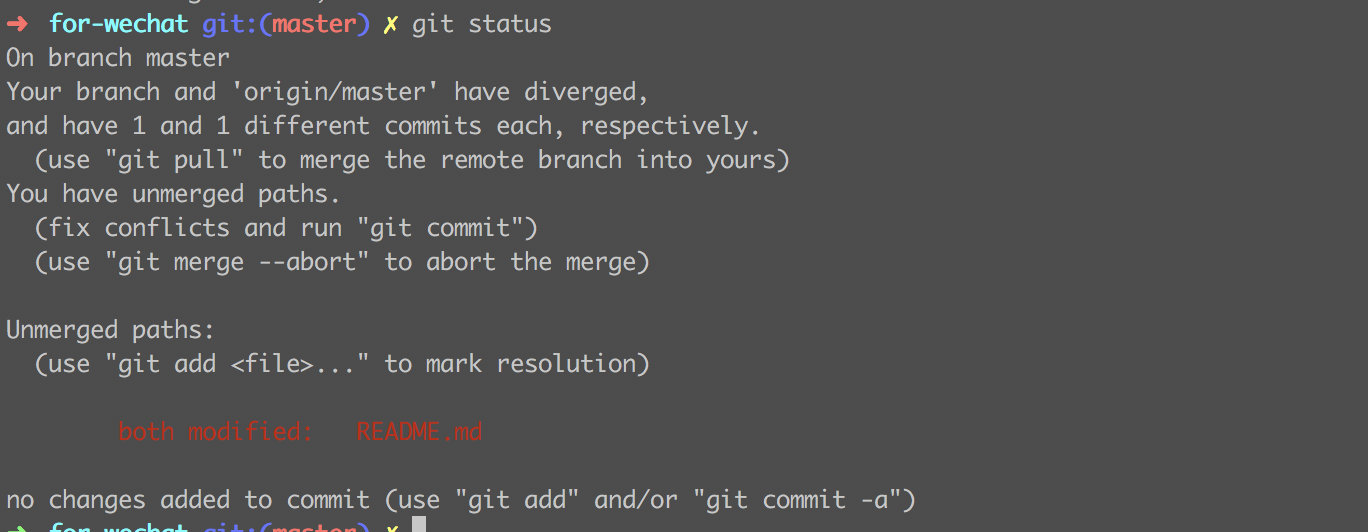 ➜  for-wechat git:(master) ✗ git status
On branch master
Your branch and 'origin/master' have diverged,
and have 1 and 1 different commits each, respectively.
  (use "git pull" to merge the remote branch into yours)
You have unmerged paths.
  (fix conflicts and run "git commit")
  (use "git merge --abort" to abort the merge)
Unmerged paths:
  (use "git add <file>..." to mark resolution)
        both modified:   README.md
no changes added to commit (use "git add" and/or "git commit -a")
➜  for-wechat git:(master) ✗